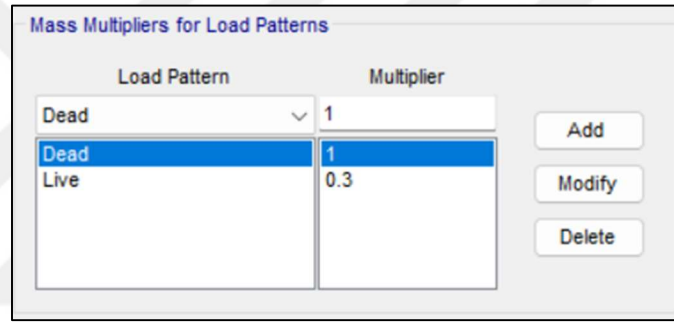 Mass Multipliers for Load Patterns
Load Pattern Multiplier
Dead 1
Add
Dead 1
Live 0.3
Modify
Delete